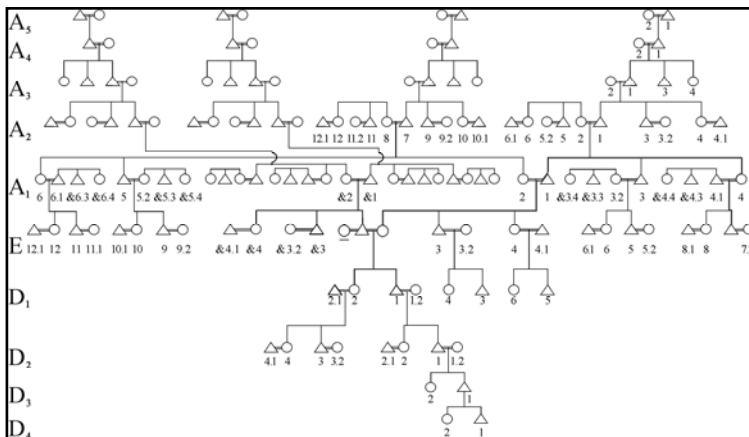 A5 2 1
A4 2 1
A3 2 1 3 4
A2 12.1 12 11.2 11 8 7 9 9.2 10 10.1 6.1 6 5.2 5 2 1 3 3.2 4 4.1
A1 6 6.1 &6.3 &6.4 5 5.2 &5.3 &5.4 &2 &1 2 1 &3.4 &3.3 3.2 3 &4.4 &4.3 4.1 4
E 12.1 12 11 11.1 10.1 10 9 9.2 &4.1 &4 &3.2 &3 3 3.2 4 4.1 6.1 6 5 5.2 8.1 8 7.
D1 2.1 2 1 1.2 4 3 6 5
D2 4.1 4 3 3.2 2.1 2 1 1.2
D3 2 1
D4 2 1